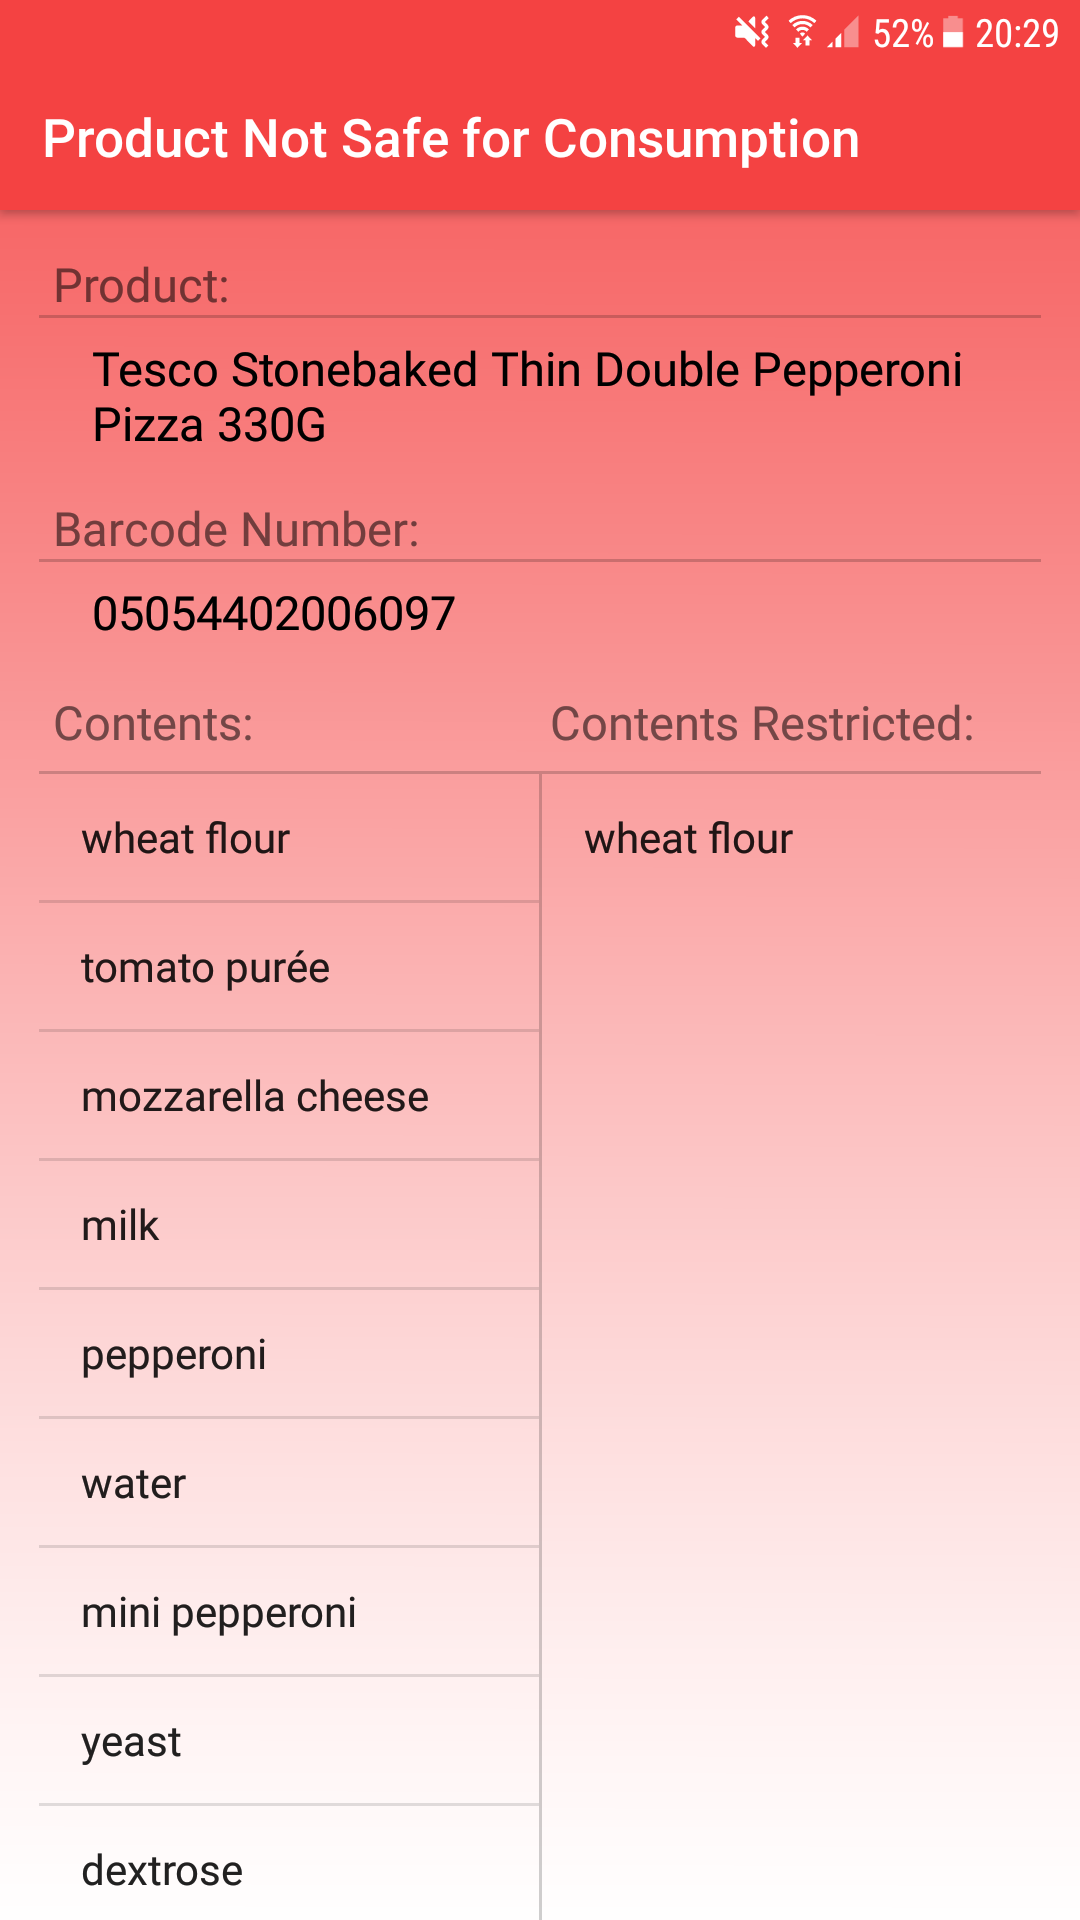 52% 20:29
Product Not Safe for Consumption
Product:
Tesco Stonebaked Thin Double Pepperoni
Pizza 330G
Barcode Number:
05054402006097
Contents: Contents Restricted:
wheat flour wheat flour
tomato purée
mozzarella cheese
milk
pepperoni
water
mini pepperoni
yeast
dextrose